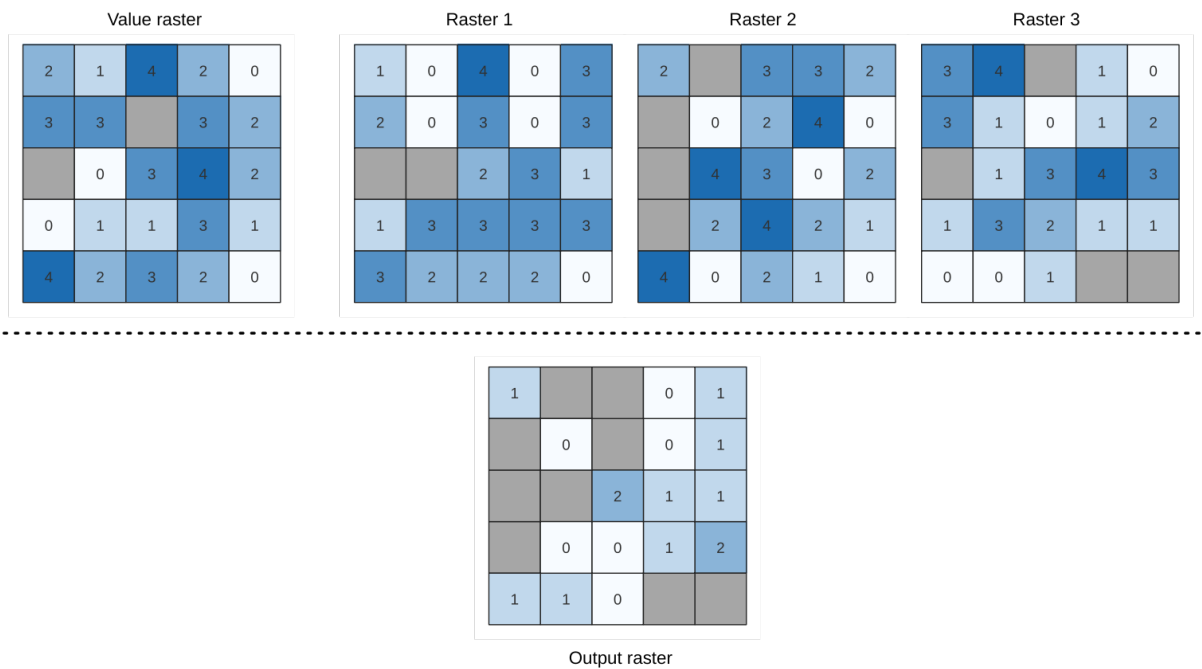 Value raster Raster 1 Raster 2 Raster 3
2 1 4 2 0 1 0 4 0 3 2 3 3 2 3 4 1 0
3 3 3 2 2 0 3 0 3 0 2 4 0 3 1 0 1 2
0 3 4 2 2 3 1 4 3 0 2 1 3 4 3
0 1 1 3 1 1 3 3 3 3 2 4 2 1 1 3 2 1 1
4 2 3 2 0 3 2 2 2 0 4 0 2 1 0 0 0 1
1 0 1
0 0 1
2 1 1
0 0 1 2
1 1 0
Output raster